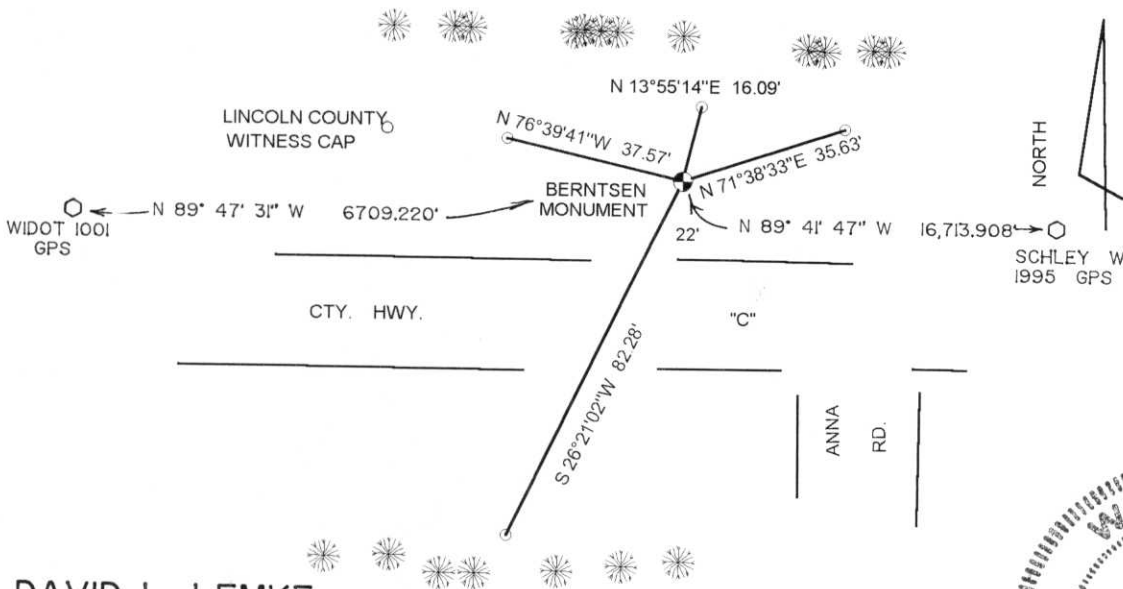 N 13°55'14"E 16.09'
LINCOLN COUNTY
WITNESS CAP
N 76°39'41"W 37.57'
N 71°38'33"E 35.63'
NORTH
BERNTSEN
MONUMENT
WIDOT 1001
GPS
N 89° 47' 31" W 6709.220'
22'
N 89° 41' 47" W 16,713.908'
SCHLEY W
1995 GPS
CTY. HWY. "C"
S 26°21'02"W 82.28'
ANNA
RD.
W